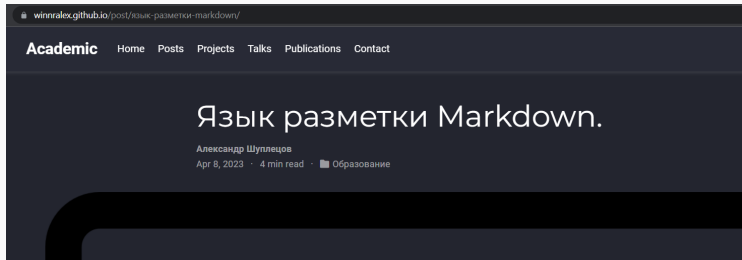 winnralex.github.io/post/язык-разметки-markdown/
Academic Home Posts Projects Talks Publications Contact
Язык разметки Markdown.
Александр Шуплецов
Apr 8, 2023 · 4 min read · Образование